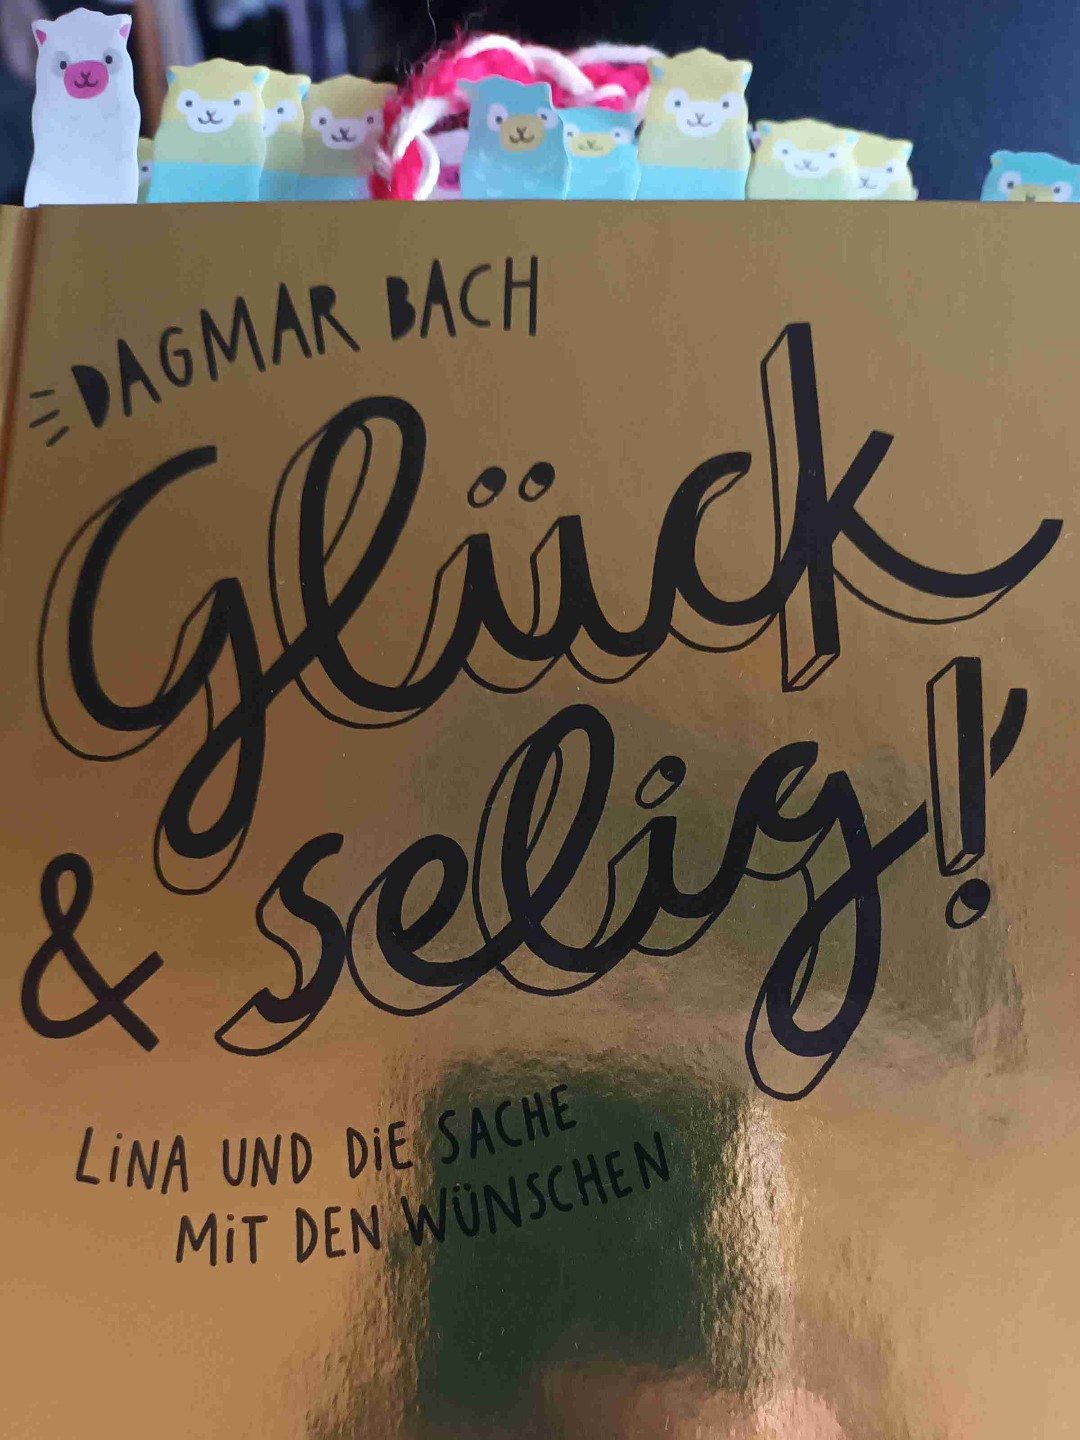 DAGMAR BACH
Glück
& selig!
LiNA UND DiE SACHE
MiT DEN WÜNSCHEN